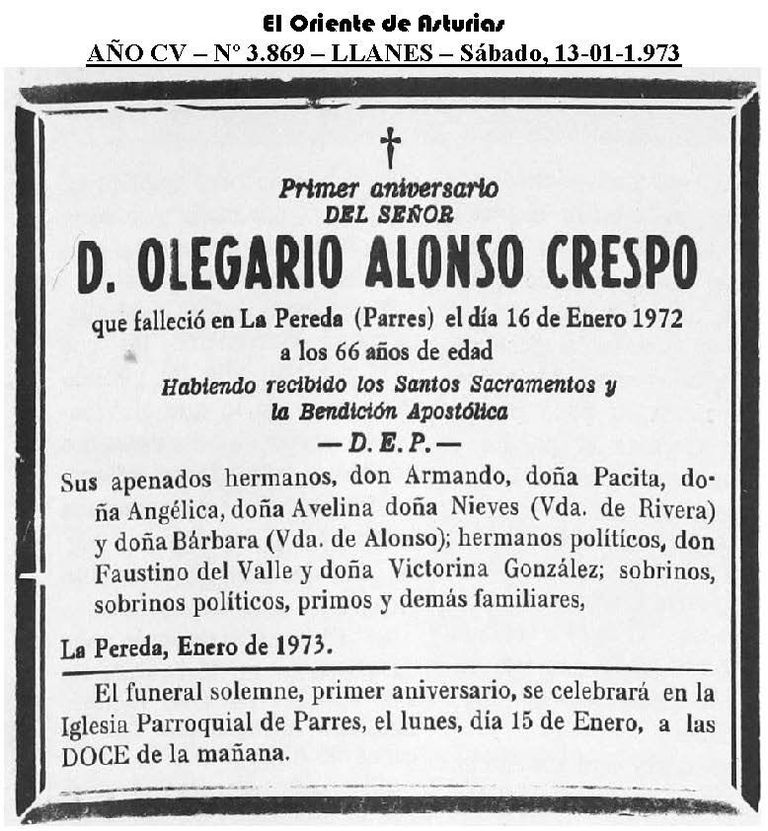 El Oriente de Asturias
AÑO CV – Nº 3.869 – LLANES – Sábado, 13-01-1.973
Primer aniversario
DEL SEÑOR
D. OLEGARIO ALONSO CRESPO
que falleció en La Pereda (Parres) el día 16 de Enero 1972
a los 66 años de edad
Habiendo recibido los Santos Sacramentos y
la Bendición Apostólica
— D. E. P. —
Sus apenados hermanos, don Armando, doña Pacita, do-
ña Angélica, doña Avelina doña Nieves (Vda. de Rivera)
y doña Bárbara (Vda. de Alonso); hermanos políticos, don
Faustino del Valle y doña Victorina González; sobrinos,
sobrinos políticos, primos y demás familiares,
La Pereda, Enero de 1973.
El funeral solemne, primer aniversario, se celebrará en la
Iglesia Parroquial de Parres, el lunes, día 15 de Enero, a las
DOCE de la mañana.